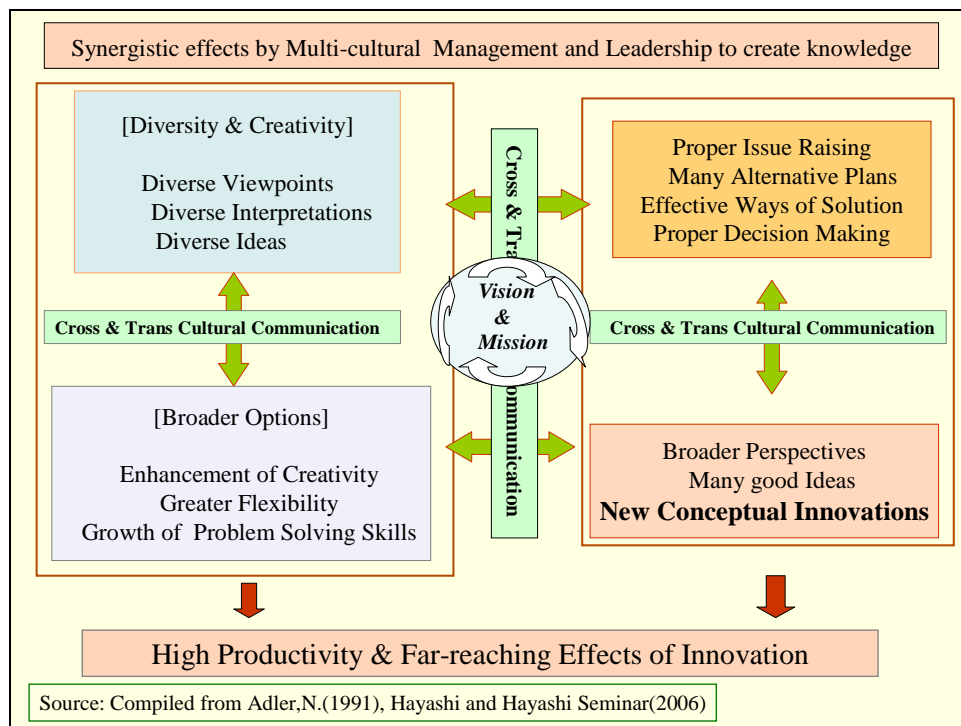 Synergistic effects by Multi-cultural Management and Leadership to create knowledge
[Diversity & Creativity]
Diverse Viewpoints
Diverse Interpretations
Diverse Ideas
Cross & Trans Cultural Communication
[Broader Options]
Enhancement of Creativity
Greater Flexibility
Growth of Problem Solving Skills
Cross & Tra
Vision
&
Mission
ommunication
Proper Issue Raising
Many Alternative Plans
Effective Ways of Solution
Proper Decision Making
Cross & Trans Cultural Communication
Broader Perspectives
Many good Ideas
New Conceptual Innovations
High Productivity & Far-reaching Effects of Innovation
Source: Compiled from Adler,N.(1991), Hayashi and Hayashi Seminar(2006)